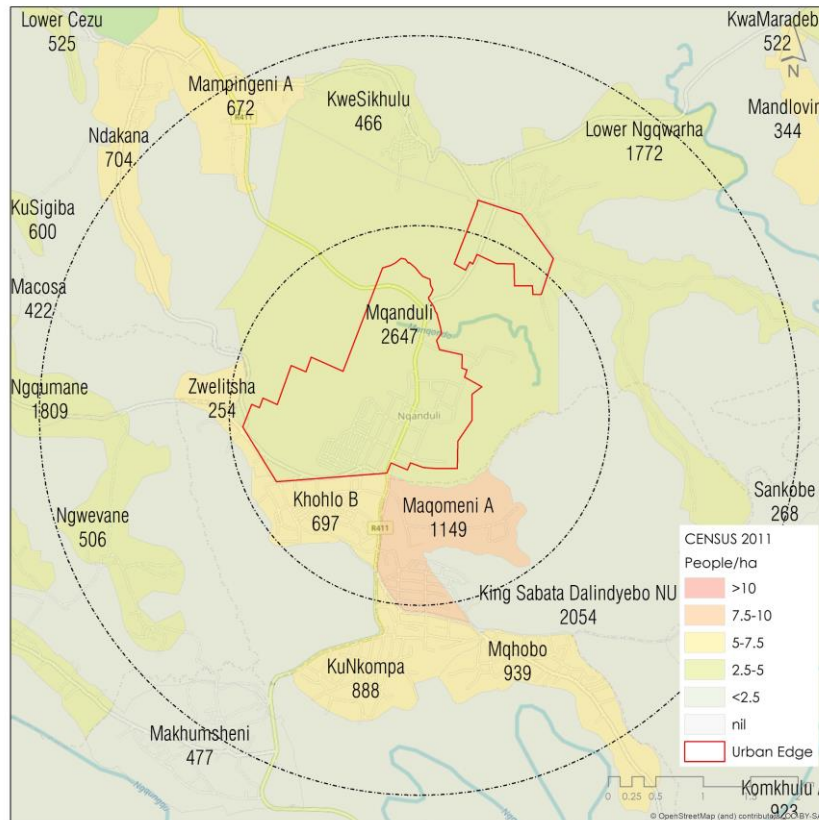 Lower Cezu
525
KwaMaradeb
522
N
Mampingeni A
672
KweSikhulu
466
Mandlovin
344
Ndakana
704
R411
Lower Ngqwarha
1772
KuSigiba
600
Macosa
422
Mqanduli
2647
Zwelitsha
254
Ngqumane
1809
Nqanduli
Khohlo B
697
Maqomeni A
1149
Sankobe
268
Ngwevane
506
R411
CENSUS 2011
People/ha
>10
7.5-10
5-7.5
2.5-5
<2.5
nil
Urban Edge
King Sabata Dalindyebo NU
2054
KuNkompa
888
Mqhobo
939
Makhumsheni
477
0 0.25 0.5 1
Komkhulu A
923
© OpenStreetMap (and) contributors, CC-BY-SA